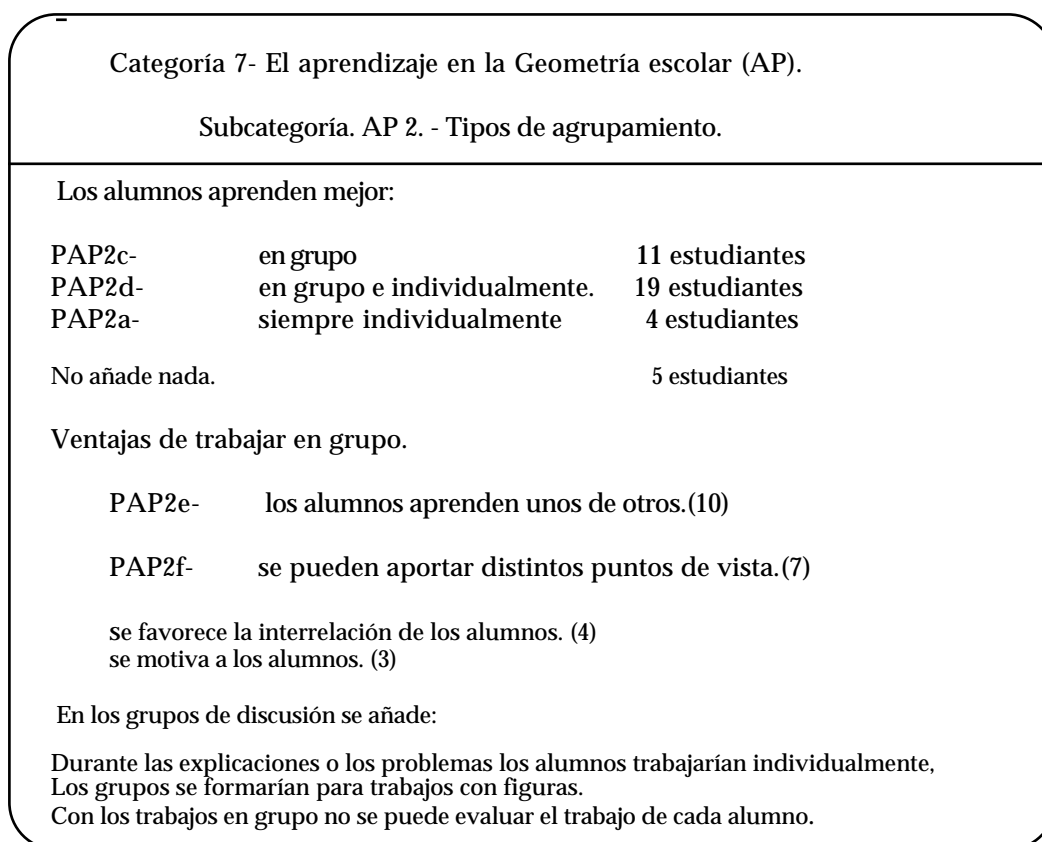 Categoría 7- El aprendizaje en la Geometría escolar (AP).
Subcategoría. AP 2. - Tipos de agrupamiento.
Los alumnos aprenden mejor:
PAP2c- en grupo 11 estudiantes
PAP2d- en grupo e individualmente. 19 estudiantes
PAP2a- siempre individualmente 4 estudiantes
No añade nada. 5 estudiantes
Ventajas de trabajar en grupo.
PAP2e- los alumnos aprenden unos de otros.(10)
PAP2f- se pueden aportar distintos puntos de vista.(7)
se favorece la interrelación de los alumnos. (4)
se motiva a los alumnos. (3)
En los grupos de discusión se añade:
Durante las explicaciones o los problemas los alumnos trabajarían individualmente,
Los grupos se formarían para trabajos con figuras.
Con los trabajos en grupo no se puede evaluar el trabajo de cada alumno.